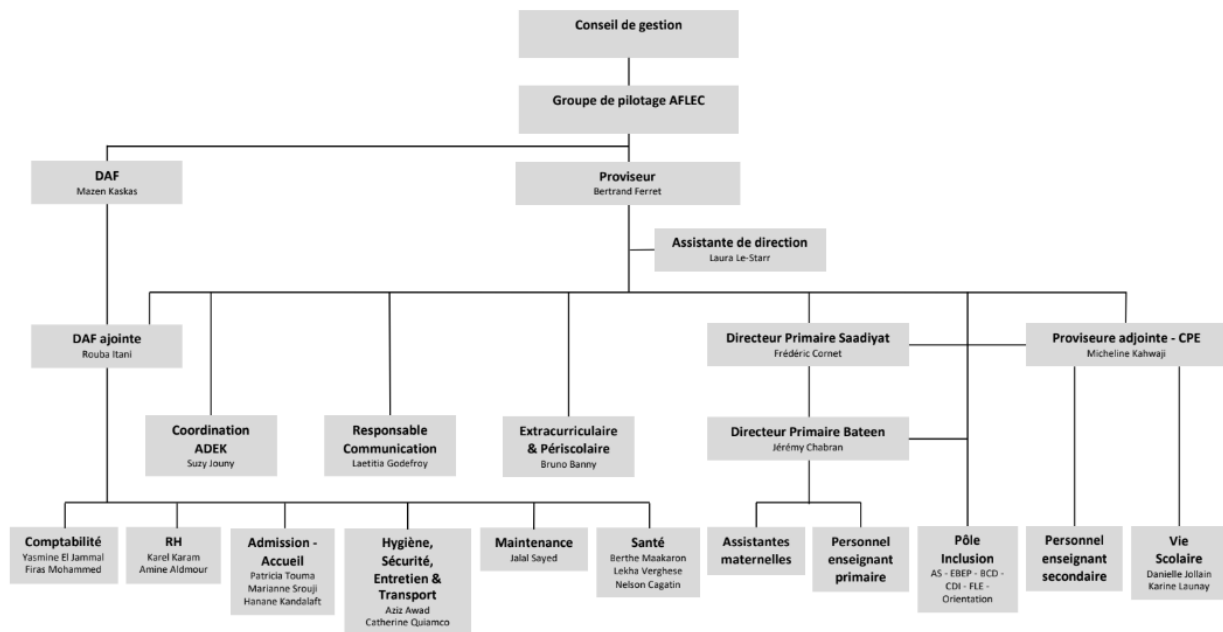 Conseil de gestion
Groupe de pilotage AFLEC
DAF
Mazen Kaskas
Proviseur
Bertrand Ferret
Assistante de direction
Laura Le-Starr
DAF ajointe
Rouba Itani
Directeur Primaire Saadiyat
Frédéric Cornet
Proviseure adjointe - CPE
Micheline Kahwaji
Coordination
ADEK
Suzy Jouny
Responsable
Communication
Laetitia Godefroy
Extracurriculaire
& Périscolaire
Bruno Banny
Directeur Primaire Bateen
Jérémy Chabran
Comptabilité
Yasmine El Jammal
Firas Mohammed
RH
Karel Karam
Amine Aldmour
Admission -
Accueil
Patricia Touma
Marianne Srouji
Hanane Kandalaft
Hygiène,
Sécurité,
Entretien &
Transport
Aziz Awad
Catherine Quiamco
Maintenance
Jalal Sayed
Santé
Berthe Maakaron
Lekha Verghese
Nelson Cagatin
Assistantes
maternelles
Personnel
enseignant
primaire
Pôle
Inclusion
AS - EBEP - BCD -
CDI - FLE -
Orientation
Personnel
enseignant
secondaire
Vie
Scolaire
Danielle Jollain
Karine Launay